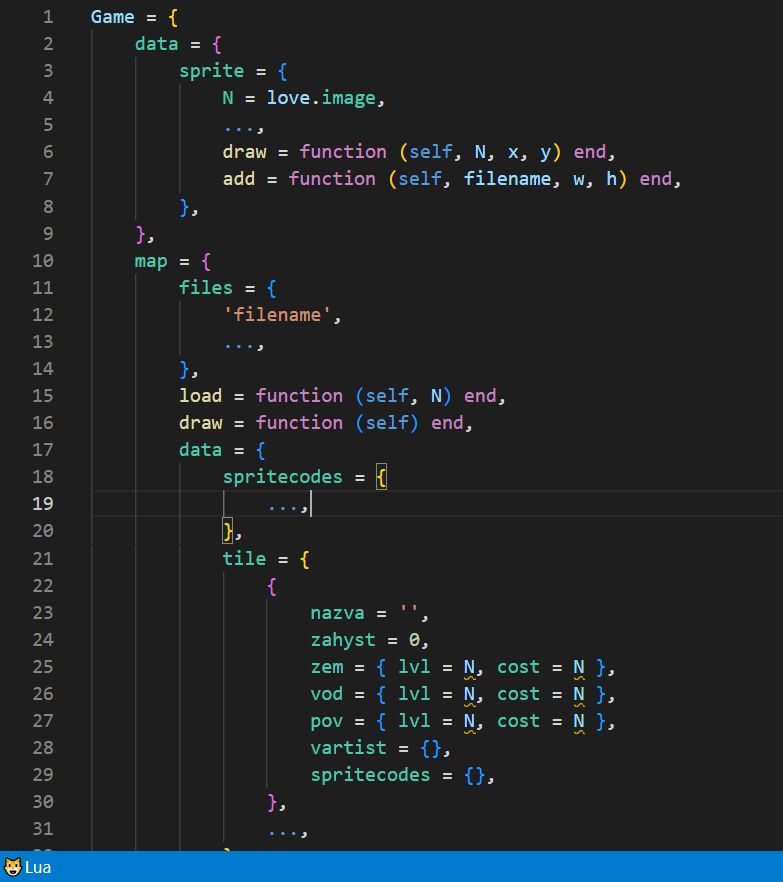 1 Game = {
2 data = {
3 sprite = {
4 N = love.image,
5 ...,
6 draw = function (self, N, x, y) end,
7 add = function (self, filename, w, h) end,
8 },
9 },
10 map = {
11 files = {
12 'filename',
13 ...,
14 },
15 load = function (self, N) end,
16 draw = function (self) end,
17 data = {
18 spritecodes = {
19 ...,
20 },
21 tile = {
22 {
23 nazva = '',
24 zahyst = 0,
25 zem = { lvl = N, cost = N },
26 vod = { lvl = N, cost = N },
27 pov = { lvl = N, cost = N },
28 vartist = {},
29 spritecodes = {},
30 },
31 ...,
Lua